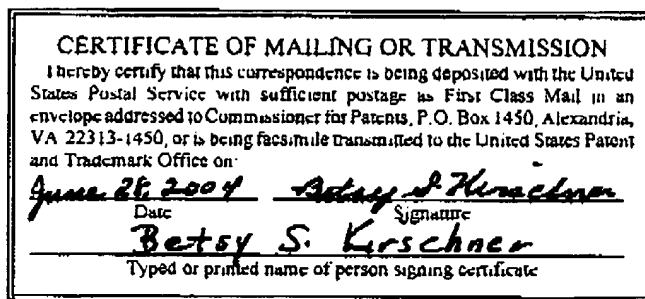 CERTIFICATE OF MAILING OR TRANSMISSION
I hereby certify that this correspondence is being deposited with the United
States Postal Service with sufficient postage as First Class Mail in an
envelope addressed to Commissioner for Patents, P.O. Box 1450, Alexandria,
VA 22313-1450, or is being facsimile transmitted to the United States Patent
and Trademark Office on:
June 28, 2004 Betsy S. Kirschner
Date Signature
Betsy S. Kirschner
Typed or printed name of person signing certificate